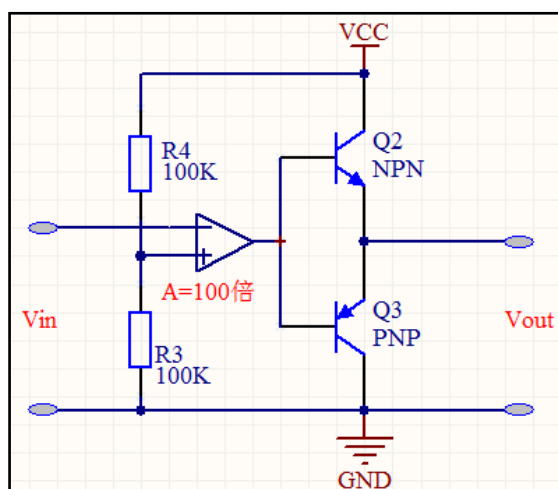 VCC
R4
100K
Q2
NPN
A=100倍
Vin
R3
100K
Q3
PNP
Vout
GND